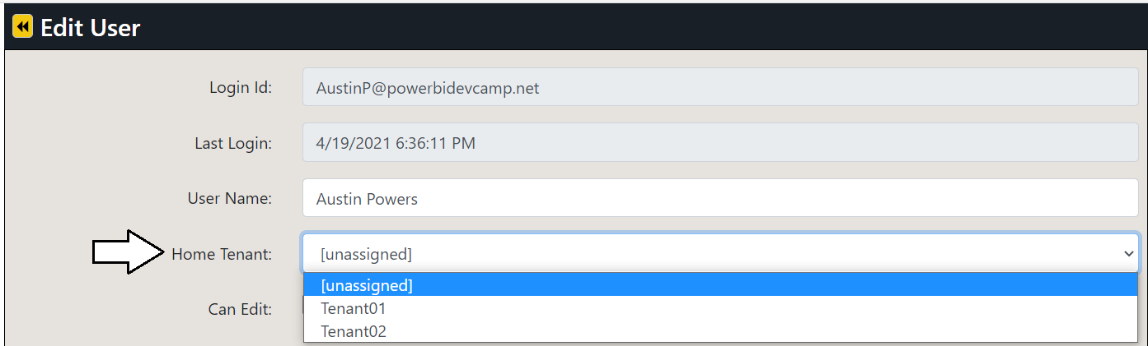 Edit User
Login Id: AustinP@powerbidevcamp.net
Last Login: 4/19/2021 6:36:11 PM
User Name: Austin Powers
Home Tenant: [unassigned]
[unassigned]
Can Edit: Tenant01
Tenant02